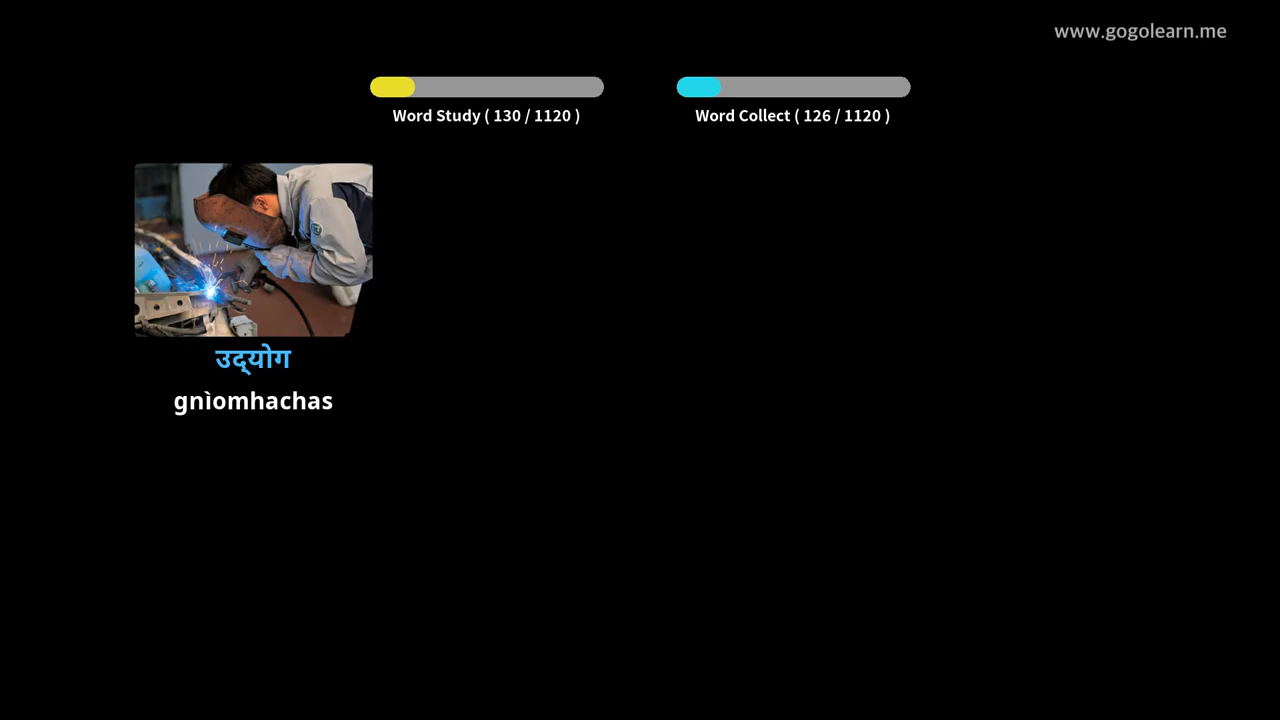 www.gogolearn.me
Word Study ( 130 / 1120 )
Word Collect ( 126 / 1120 )
उद्योग
gnìomhachas